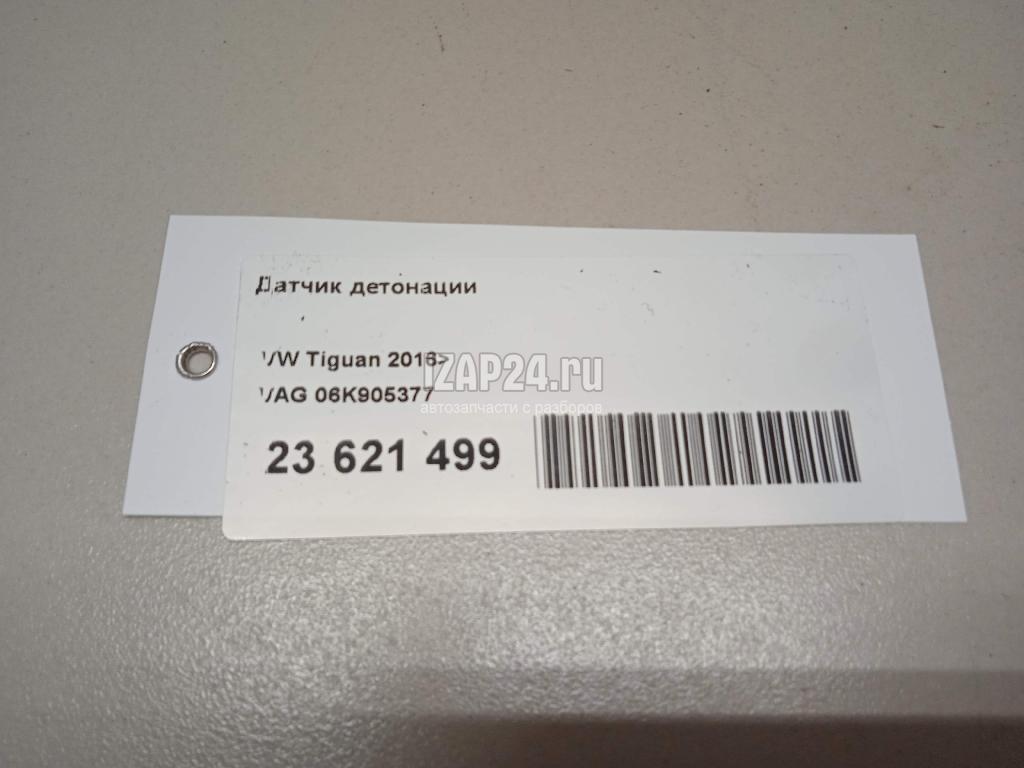 Датчик детонации
VW Tiguan 2016>
VAG 06K905377
23 621 499
IZAP24.ru
автозапчасти с разборов